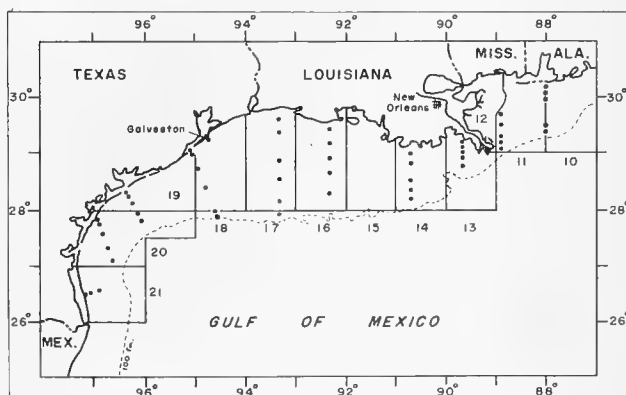 96° 94° 92° 90° 88°
TEXAS LOUISIANA MISS. ALA.
30° 30°
New Orleans
Galveston
12
11 10
19
28° 18 17 16 15 14 13 28°
20
21
26° GULF OF MEXICO 26°
MEX.
96° 94° 92° 90° 88°